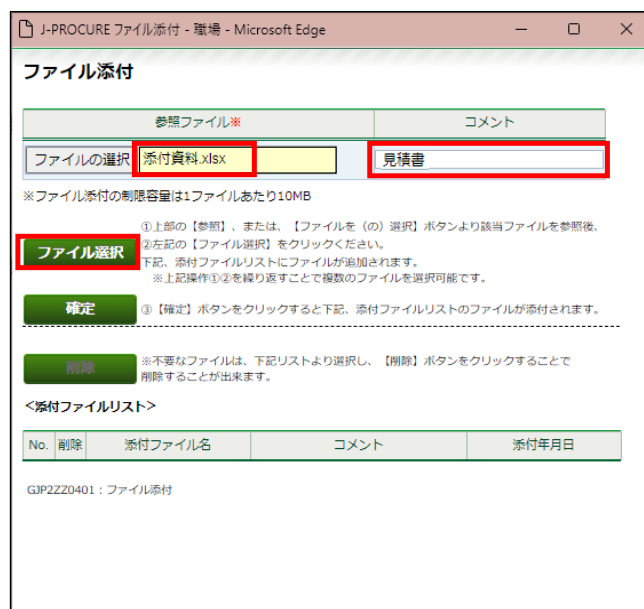 J-PROCURE ファイル添付 - 職場 - Microsoft Edge
ファイル添付
参照ファイル※ コメント
ファイルの選択 添付資料.xlsx 見積書
※ファイル添付の制限容量は1ファイルあたり10MB
①上部の【参照】、または、【ファイルを（の）選択】ボタンより該当ファイルを参照後、
ファイル選択 ②左記の【ファイル選択】をクリックください。
下記、添付ファイルリストにファイルが追加されます。
※上記操作①②を繰り返すことで複数のファイルを選択可能です。
確定 ③【確定】ボタンをクリックすると下記、添付ファイルリストのファイルが添付されます。
削除 ※不要なファイルは、下記リストより選択し、【削除】ボタンをクリックすることで
削除することが出来ます。
<添付ファイルリスト>
No. 削除 添付ファイル名 コメント 添付年月日
GJP2ZZ0401：ファイル添付